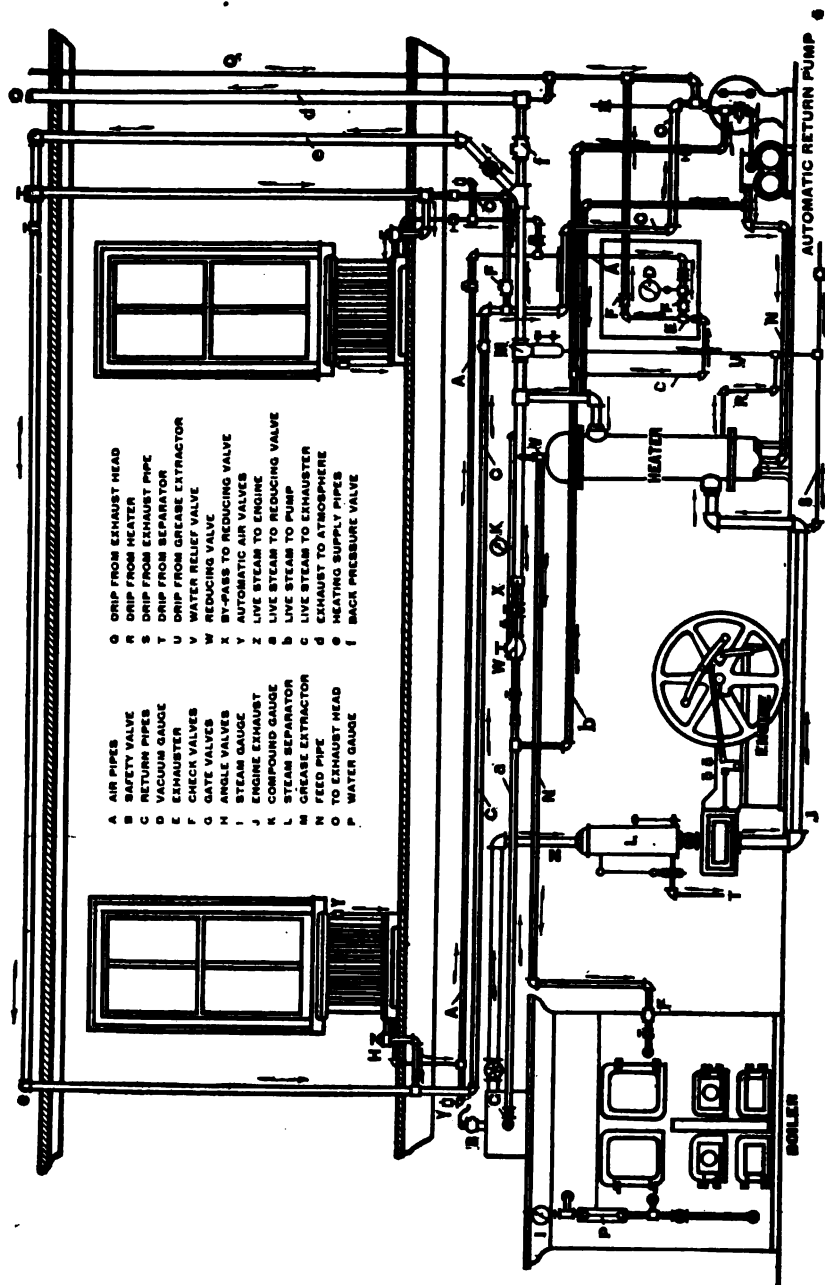 A AIR PIPES
B SAFETY VALVE
C RETURN PIPES
D VACUUM GAUGE
E EXHAUSTER
F CHECK VALVES
G GATE VALVES
H ANGLE VALVES
I STEAM GAUGE
J ENGINE EXHAUST
K COMPOUND GAUGE
L STEAM SEPARATOR
M GREASE EXTRACTOR
N FEED PIPE
O TO EXHAUST HEAD
P WATER GAUGE
Q DRIP FROM EXHAUST HEAD
R DRIP FROM HEATER
S DRIP FROM EXHAUST PIPE
T DRIP FROM SEPARATOR
U DRIP FROM GREASE EXTRACTOR
V WATER RELIEF VALVE
W REDUCING VALVE
X BY-PASS TO REDUCING VALVE
Y AUTOMATIC AIR VALVES
Z LIVE STEAM TO ENGINE
a LIVE STEAM TO REDUCING VALVE
b LIVE STEAM TO PUMP
c LIVE STEAM TO EXHAUSTER
d EXHAUST TO ATMOSPHERE
e HEATING SUPPLY PIPES
f BACK PRESSURE VALVE
Q
O
d
e
e
f
Y
H
Y
B
A
A
A
C
C
G
F
M
K
X
W
a
b
N
N
Z
L
T
J
F
D
E
A
C
R
U
V
N
I
P
HEATER
ENGINE
BOILER
AUTOMATIC RETURN PUMP